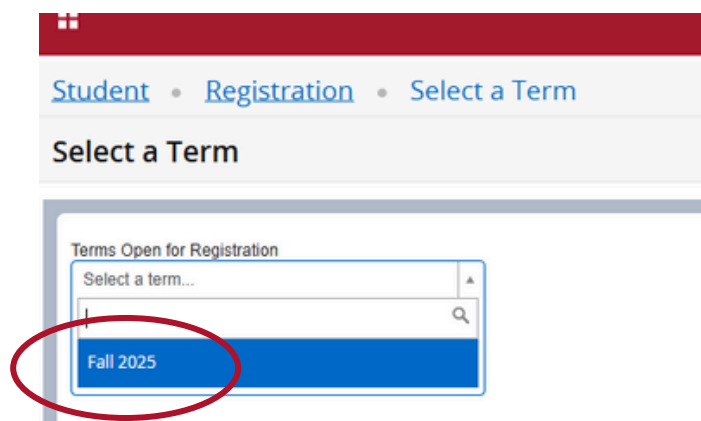 Student • Registration • Select a Term
Select a Term
Terms Open for Registration
Select a term...
Fall 2025